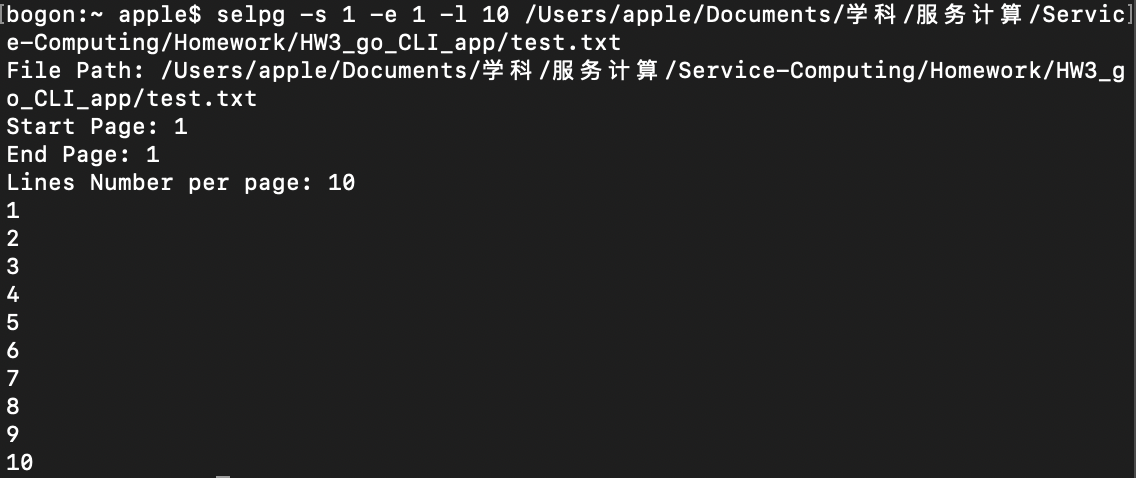 bogon:~ apple$ selpg -s 1 -e 1 -l 10 /Users/apple/Documents/学科/服务计算/Servic
e-Computing/Homework/HW3_go_CLI_app/test.txt
File Path: /Users/apple/Documents/学科/服务计算/Service-Computing/Homework/HW3_g
o_CLI_app/test.txt
Start Page: 1
End Page: 1
Lines Number per page: 10
1
2
3
4
5
6
7
8
9
10